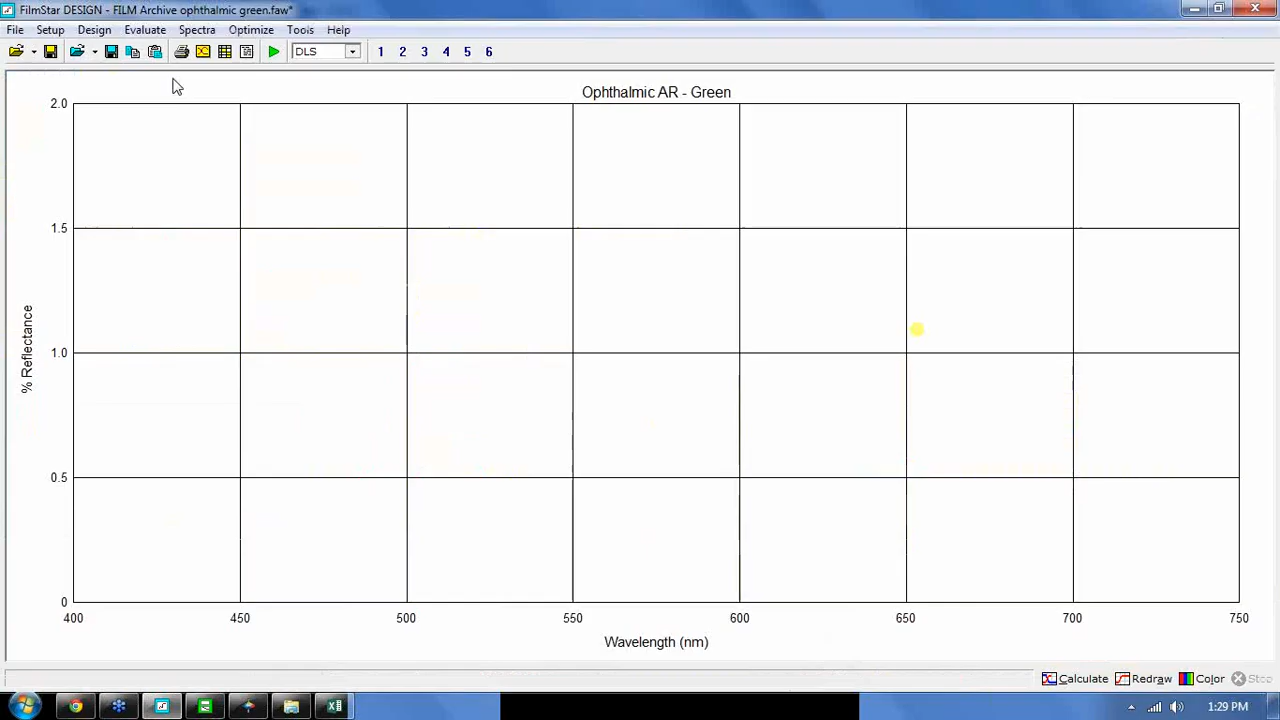 FilmStar DESIGN - FILM Archive ophthalmic green.faw*
File Setup Design Evaluate Spectra Optimize Tools Help
DLS 1 2 3 4 5 6
Ophthalmic AR - Green
2.0
1.5
1.0
0.5
0
% Reflectance
400 450 500 550 600 650 700 750
Wavelength (nm)
Calculate Redraw Color Stop
1:29 PM